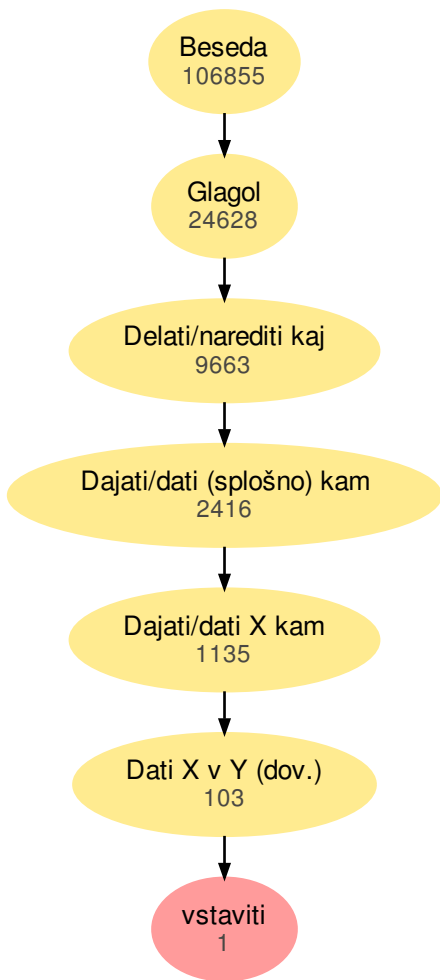 Beseda
106855
Glagol
24628
Delati/narediti kaj
9663
Dajati/dati (splošno) kam
2416
Dajati/dati X kam
1135
Dati X v Y (dov.)
103
vstaviti
1